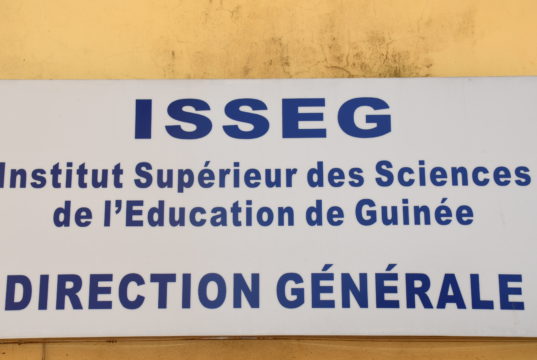 ISSEG
Institut Supérieur des Sciences
de l'Education de Guinée
DIRECTION GÉNÉRALE